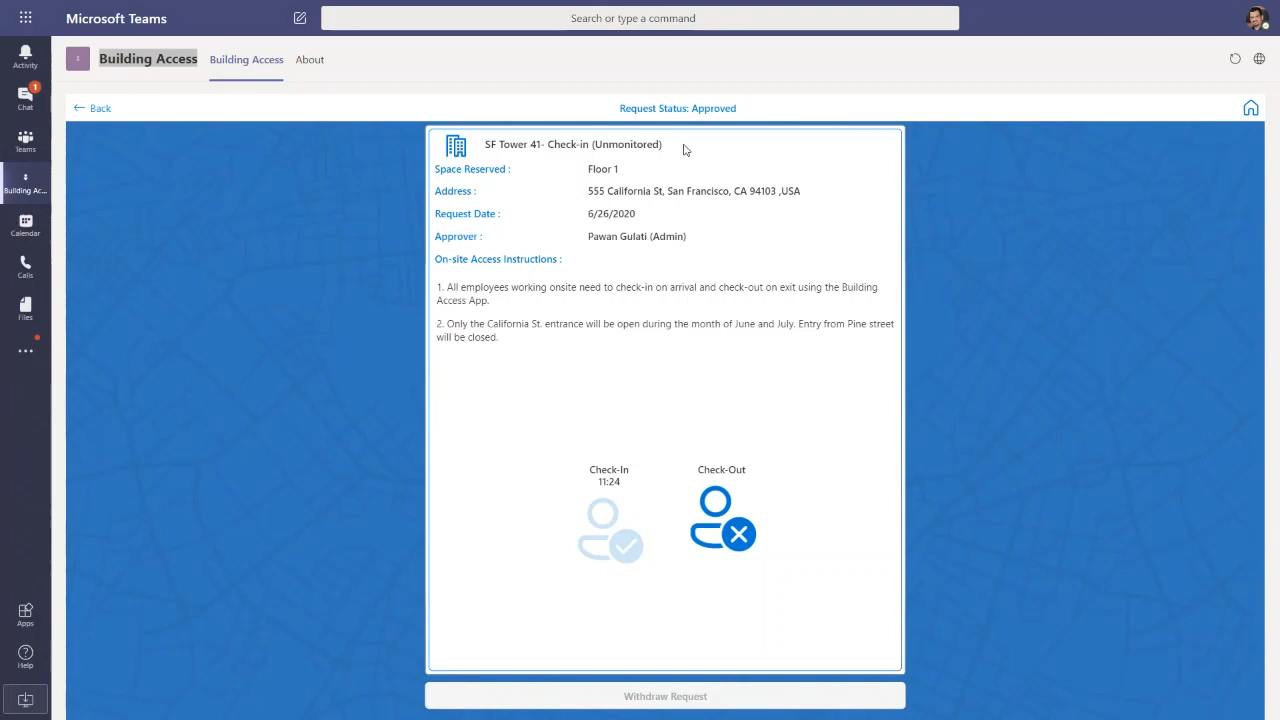 Microsoft Teams
Search or type a command
Activity
Chat
1
Teams
Building Ac...
Calendar
Calls
Files
Apps
Help
Building Access
Building Access
About
Back
Request Status: Approved
SF Tower 41- Check-in (Unmonitored)
Space Reserved : Floor 1
Address : 555 California St, San Francisco, CA 94103 ,USA
Request Date : 6/26/2020
Approver : Pawan Gulati (Admin)
On-site Access Instructions :
1. All employees working onsite need to check-in on arrival and check-out on exit using the Building
Access App.
2. Only the California St. entrance will be open during the month of June and July. Entry from Pine street
will be closed.
Check-In
11:24
Check-Out
Withdraw Request